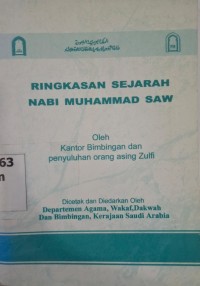 RINGKASAN SEJARAH
NABI MUHAMMAD SAW
Oleh
Kantor Bimbingan dan
penyuluhan orang asing Zulfi
63
n
Dicetak dan Diedarkan Oleh
Departemen Agama, Wakaf,Dakwah
Dan Bimbingan, Kerajaan Saudi Arabia